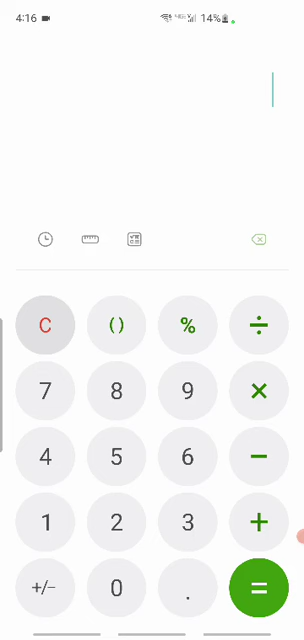 4:16 14%
C () % ÷
7 8 9 ×
4 5 6 −
1 2 3 +
+/− 0 . =